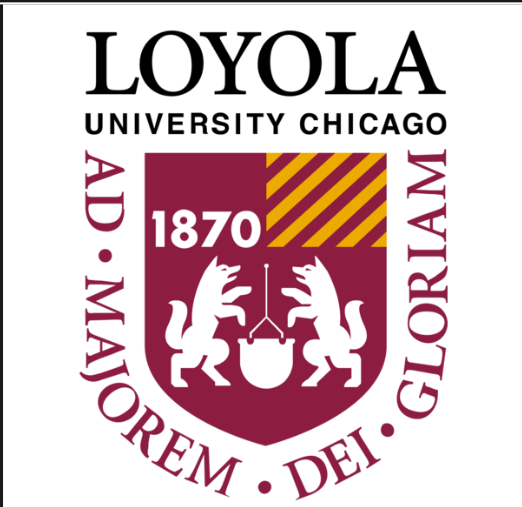 LOYOLA
UNIVERSITY CHICAGO
1870
AD • MAJOREM • DEI • GLORIAM